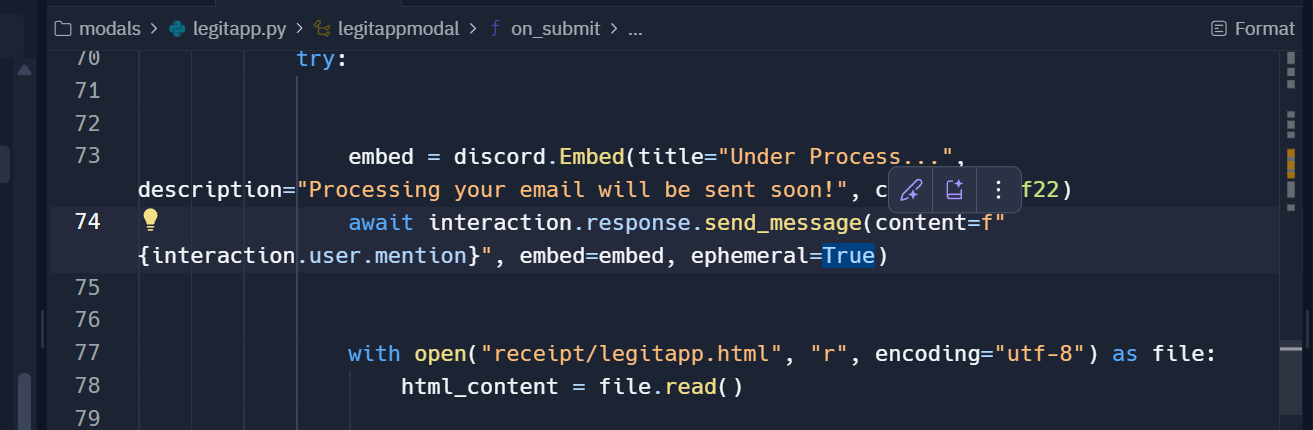 modals > legitapp.py > legitappmodal > on_submit > ... Format
70 try:
71
72
73 embed = discord.Embed(title="Under Process...",
description="Processing your email will be sent soon!", c f22)
74 await interaction.response.send_message(content=f"
{interaction.user.mention}", embed=embed, ephemeral=True)
75
76
77 with open("receipt/legitapp.html", "r", encoding="utf-8") as file:
78 html_content = file.read()
79